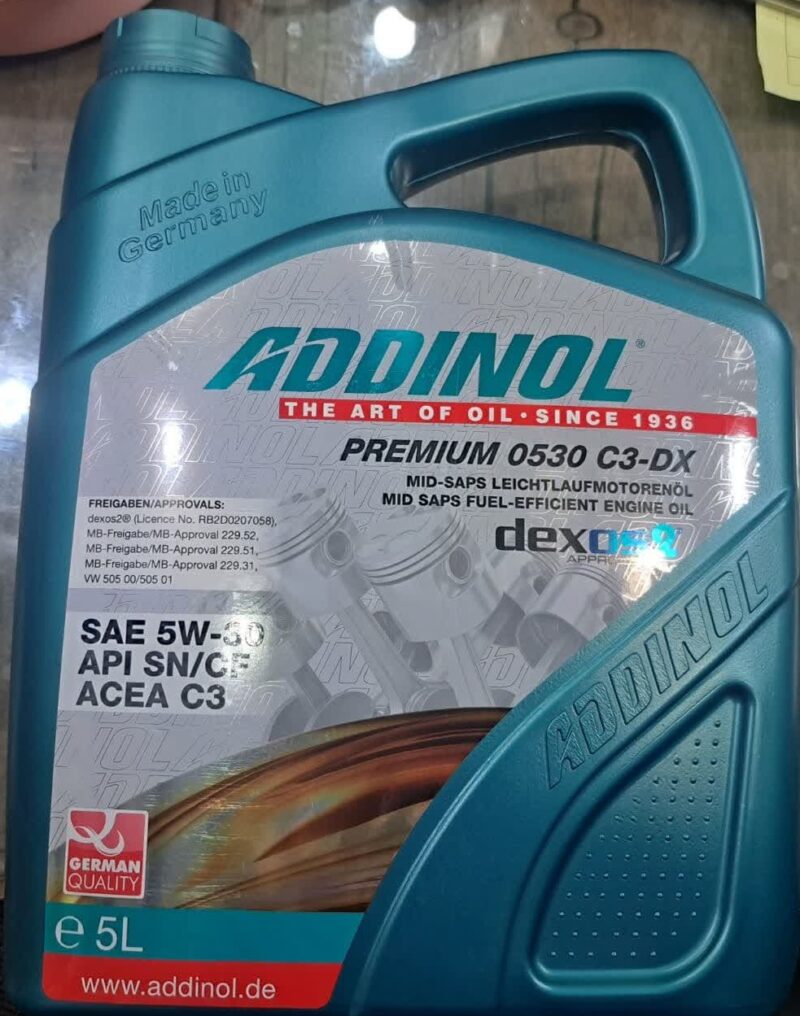 Made in
Germany
ADDINOL®
THE ART OF OIL · SINCE 1936
PREMIUM 0530 C3-DX
MID-SAPS LEICHTLAUFMOTORENÖL
MID SAPS FUEL-EFFICIENT ENGINE OIL
FREIGABEN/APPROVALS:
dexos2® (Licence No. RB2D0207058),
MB-Freigabe/MB-Approval 229.52,
MB-Freigabe/MB-Approval 229.51,
MB-Freigabe/MB-Approval 229.31,
VW 505 00/505 01
dexos2
SAE 5W-30
API SN/CF
ACEA C3
ADDINOL
GERMAN
QUALITY
e 5L
www.addinol.de